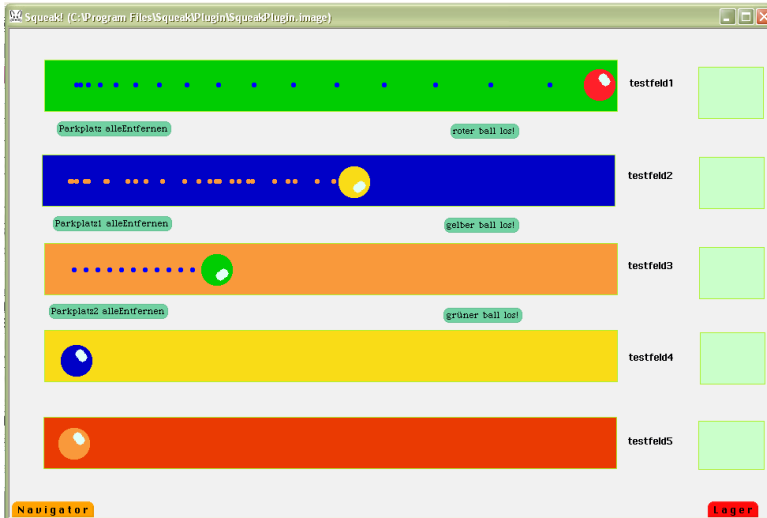 Squeak! (C:\Program Files\Squeak\Plugin\SqueakPlugin.image)
testfeld1
Parkplatz alleEntfernen
roter ball los!
testfeld2
Parkplatz1 alleEntfernen
gelber ball los!
testfeld3
Parkplatz2 alleEntfernen
grüner ball los!
testfeld4
testfeld5
Navigator
Lager